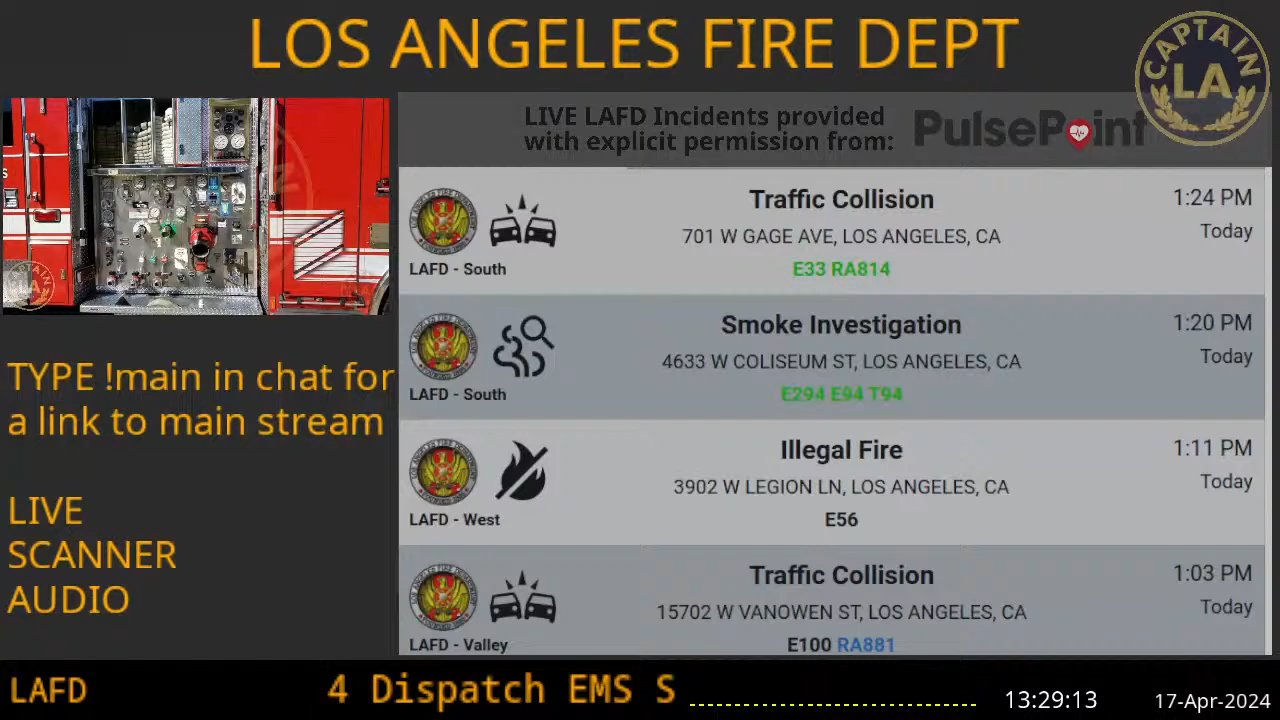 LOS ANGELES FIRE DEPT
CAPTAIN
LA
LIVE LAFD Incidents provided
with explicit permission from:
PulsePoint
Traffic Collision
1:24 PM
701 W GAGE AVE, LOS ANGELES, CA
Today
LAFD - South
E33 RA814
Smoke Investigation
1:20 PM
4633 W COLISEUM ST, LOS ANGELES, CA
Today
LAFD - South
E294 E94 T94
Illegal Fire
1:11 PM
3902 W LEGION LN, LOS ANGELES, CA
Today
LAFD - West
E56
Traffic Collision
1:03 PM
15702 W VANOWEN ST, LOS ANGELES, CA
Today
LAFD - Valley
E100 RA881
TYPE !main in chat for
a link to main stream
LIVE
SCANNER
AUDIO
LAFD
4 Dispatch EMS S
13:29:13
17-Apr-2024